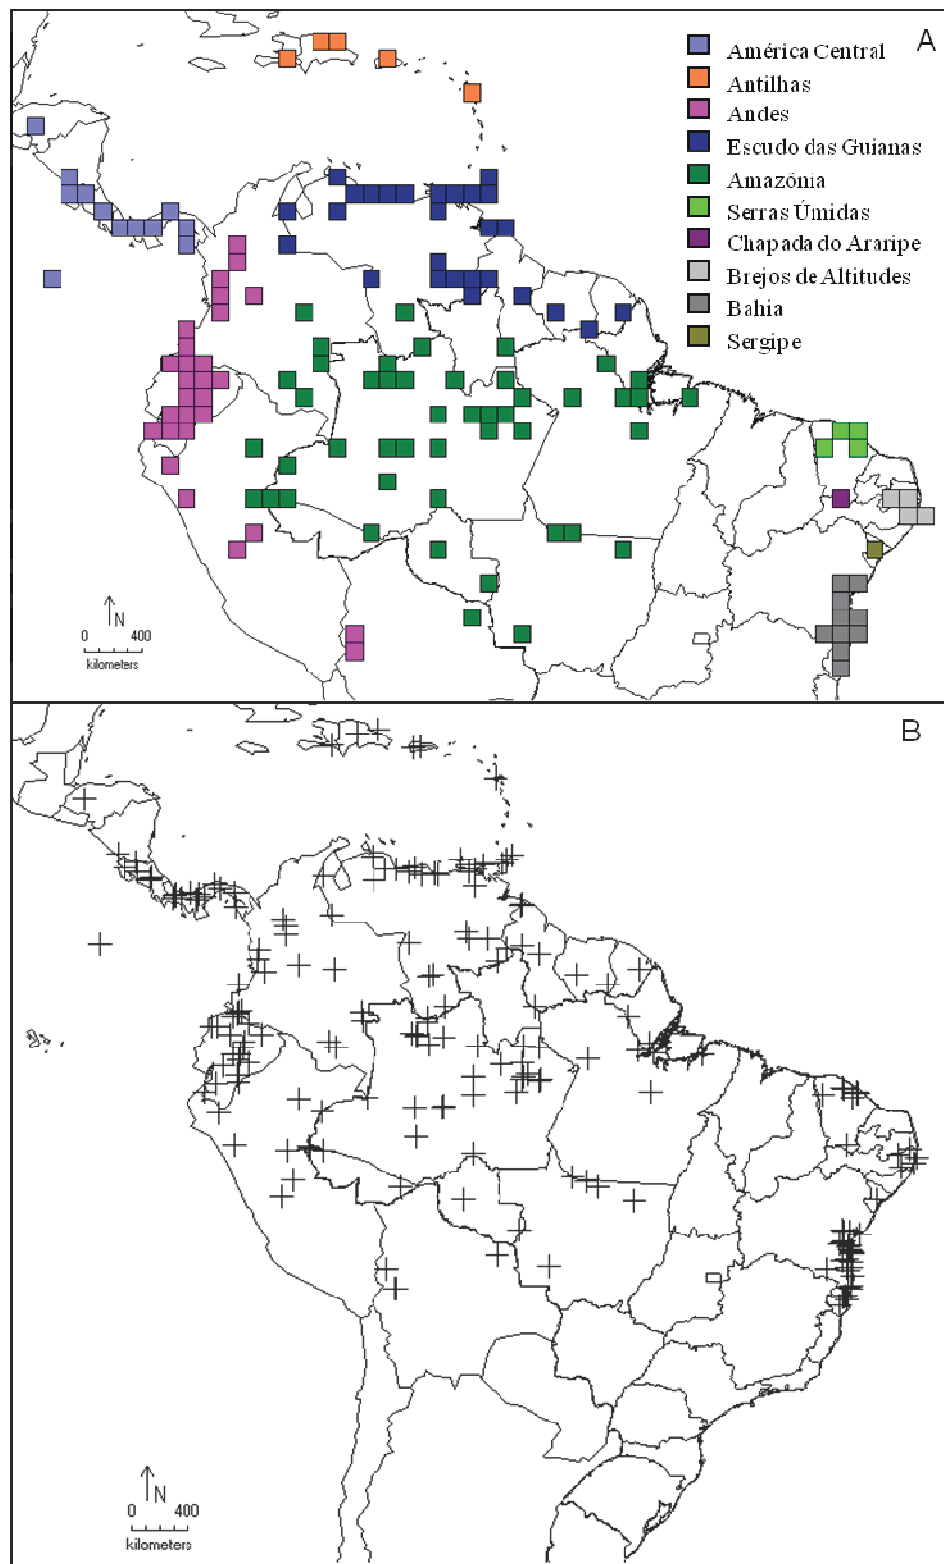 A
América Central
Antilhas
Andes
Escudo das Guianas
Amazônia
Serras Úmidas
Chapada do Araripe
Brejos de Altitudes
Bahia
Sergipe
N
0 400
kilometers
B
N
0 400
kilometers